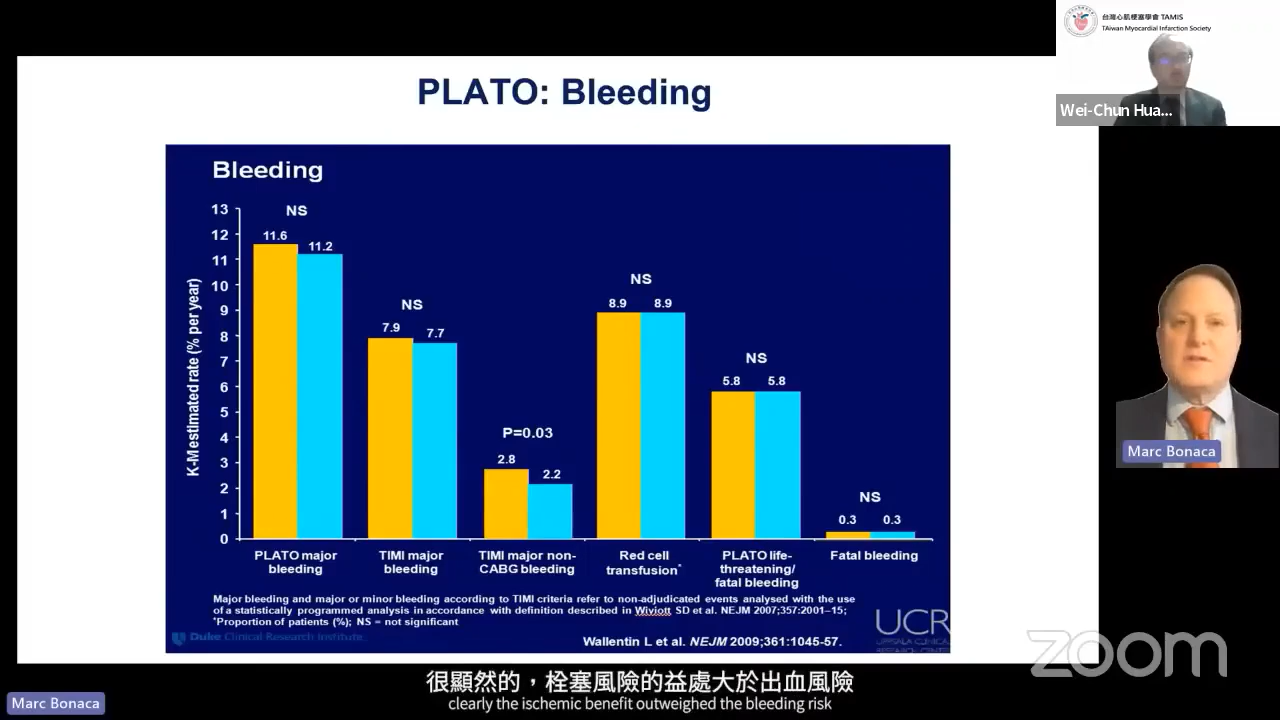 台灣心肌梗塞學會 TAMIS
TAiwan Myocardial Infarction Society
Wei-Chun Hua...
PLATO: Bleeding
Bleeding
K-M estimated rate (% per year)
13
12
11
10
9
8
7
6
5
4
3
2
1
0
NS
11.6
11.2
NS
7.9
7.7
P=0.03
2.8
2.2
NS
8.9
8.9
NS
5.8
5.8
NS
0.3
0.3
PLATO major
bleeding
TIMI major
bleeding
TIMI major non-
CABG bleeding
Red cell
transfusion*
PLATO life-
threatening/
fatal bleeding
Fatal bleeding
Major bleeding and major or minor bleeding according to TIMI criteria refer to non-adjudicated events analysed with the use
of a statistically programmed analysis in accordance with definition described in Wiviott SD et al. NEJM 2007;357:2001–15;
*Proportion of patients (%); NS = not significant
Duke Clinical Research Institute
Wallentin L et al. NEJM 2009;361:1045-57.
UCR
UPPSALA CLINICAL
RESEARCH CENTER
Marc Bonaca
zoom
很顯然的，栓塞風險的益處大於出血風險
clearly the ischemic benefit outweighed the bleeding risk
Marc Bonaca